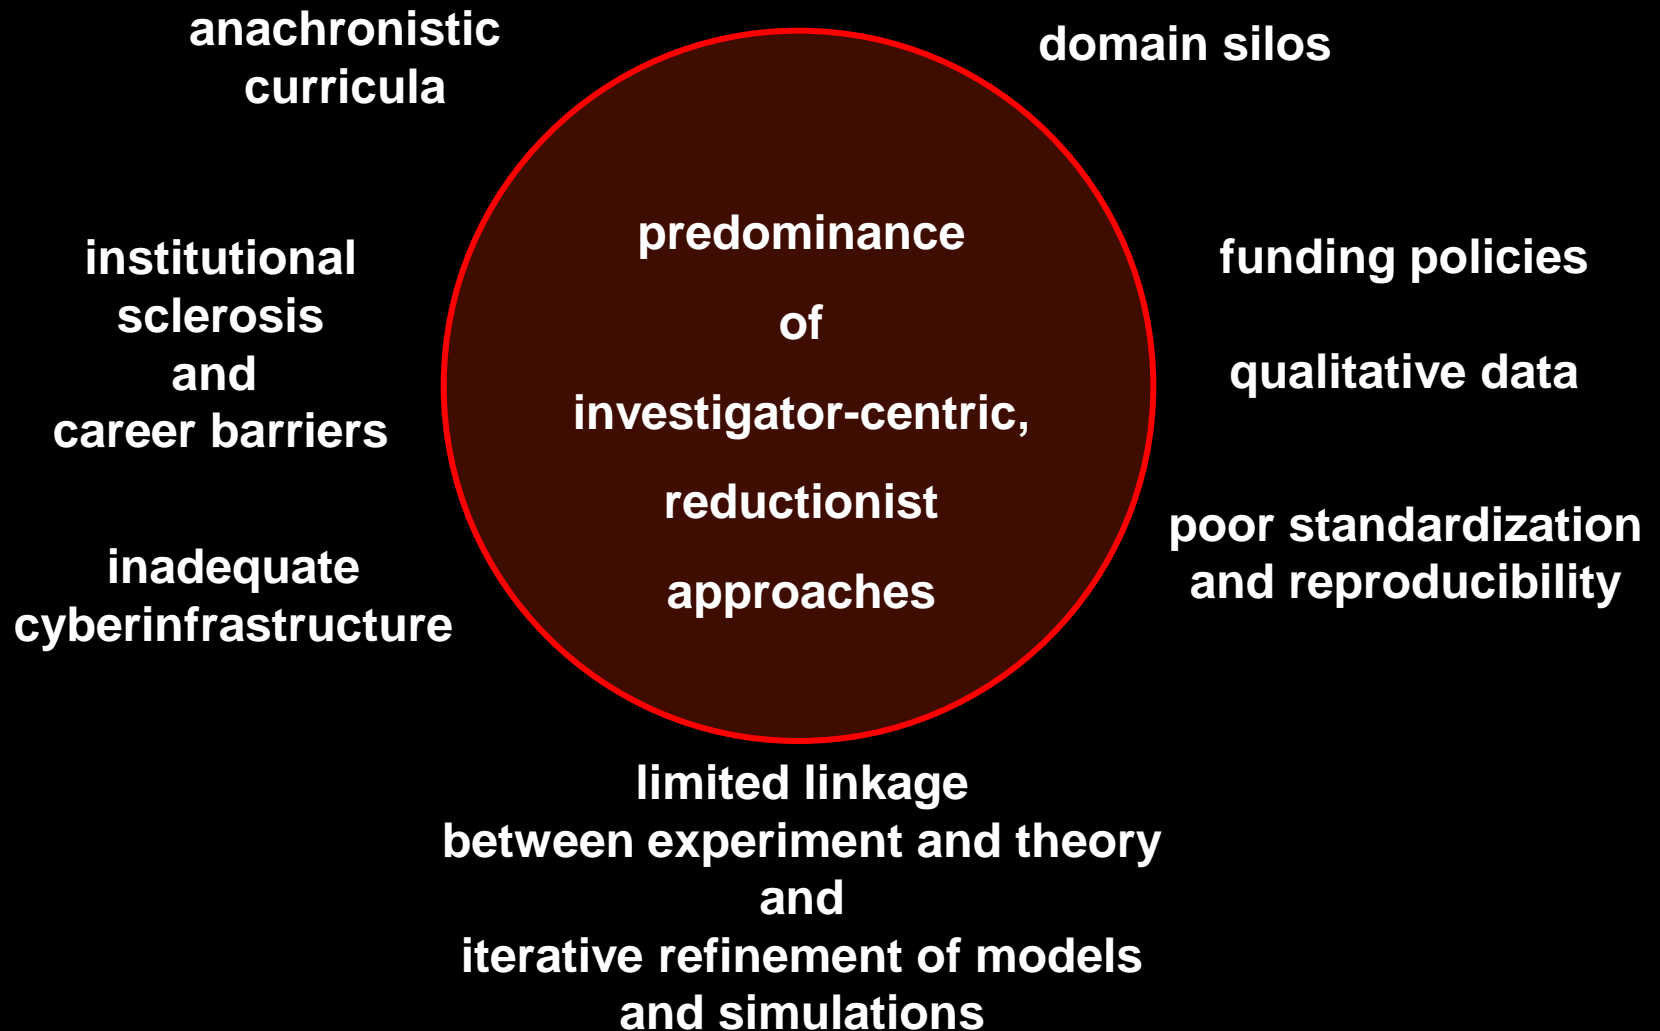 anachronistic
curricula
domain silos
institutional
sclerosis
and
career barriers
predominance
of
investigator-centric,
reductionist
approaches
funding policies
qualitative data
inadequate
cyberinfrastructure
poor standardization
and reproducibility
limited linkage
between experiment and theory
and
iterative refinement of models
and simulations